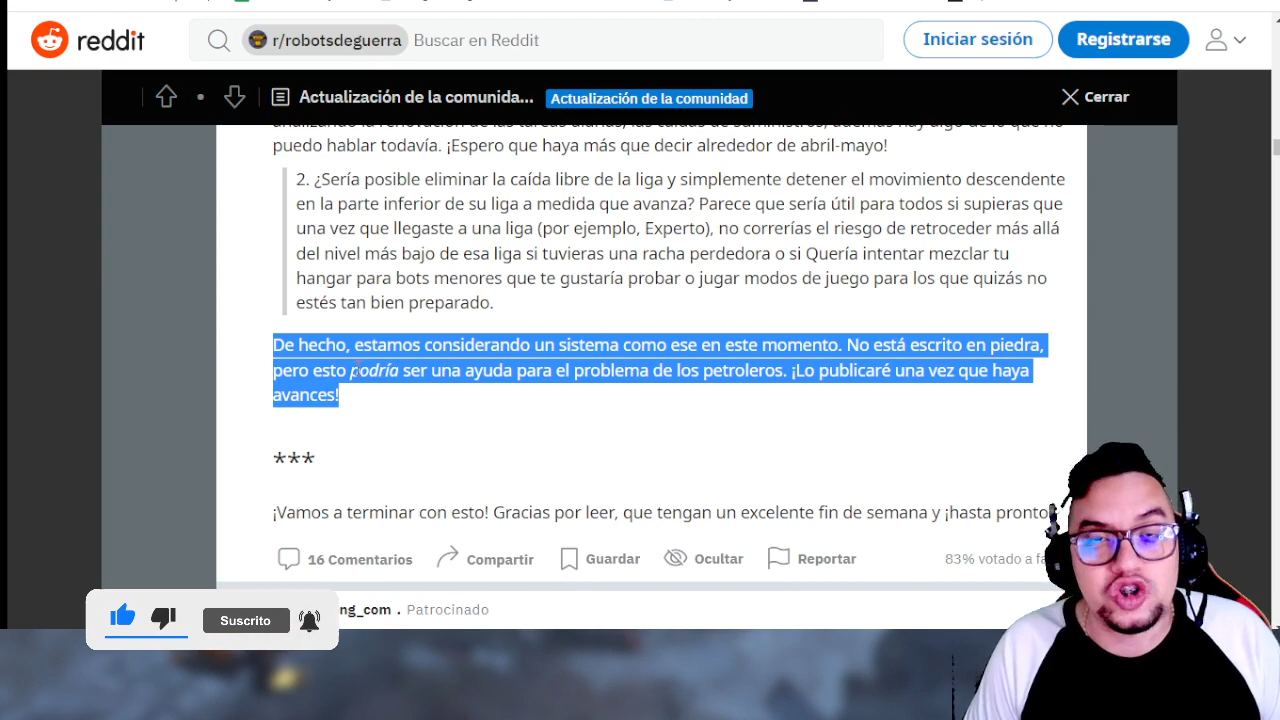 reddit
r/robotsdeguerra
Buscar en Reddit
Iniciar sesión
Registrarse
Actualización de la comunida...
Actualización de la comunidad
Cerrar
puedo hablar todavía. ¡Espero que haya más que decir alrededor de abril-mayo!
2. ¿Sería posible eliminar la caída libre de la liga y simplemente detener el movimiento descendente
en la parte inferior de su liga a medida que avanza? Parece que sería útil para todos si supieras que
una vez que llegaste a una liga (por ejemplo, Experto), no correrías el riesgo de retroceder más allá
del nivel más bajo de esa liga si tuvieras una racha perdedora o si Quería intentar mezclar tu
hangar para bots menores que te gustaría probar o jugar modos de juego para los que quizás no
estés tan bien preparado.
De hecho, estamos considerando un sistema como ese en este momento. No está escrito en piedra,
pero esto podría ser una ayuda para el problema de los petroleros. ¡Lo publicaré una vez que haya
avances!
***
¡Vamos a terminar con esto! Gracias por leer, que tengan un excelente fin de semana y ¡hasta pronto
16 Comentarios
Compartir
Guardar
Ocultar
Reportar
83% votado a fa
ng_com . Patrocinado
Suscrito